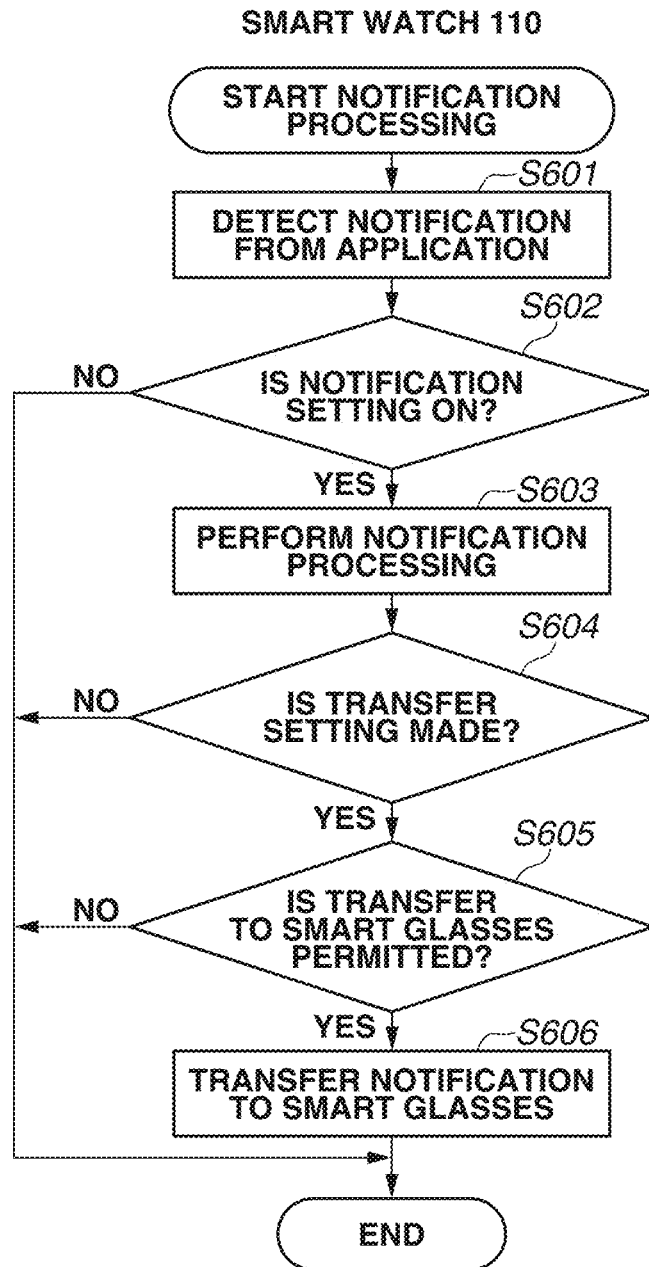 SMART WATCH 110
START NOTIFICATION
PROCESSING
S601
DETECT NOTIFICATION
FROM APPLICATION
S602
NO
IS NOTIFICATION
SETTING ON?
YES
S603
PERFORM NOTIFICATION
PROCESSING
S604
NO
IS TRANSFER
SETTING MADE?
YES
S605
NO
IS TRANSFER
TO SMART GLASSES
PERMITTED?
YES
S606
TRANSFER NOTIFICATION
TO SMART GLASSES
END